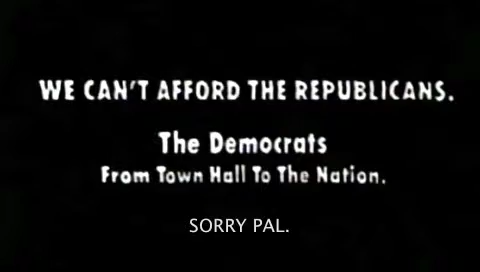 WE CAN'T AFFORD THE REPUBLICANS.
The Democrats
From Town Hall To The Nation.
SORRY PAL.